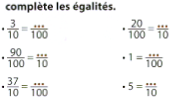 complète les égalités.
• 3/10 = .../100 • 20/100 = .../10
• 90/100 = .../10 • 1 = .../100
• 37/10 = .../100 • 5 = .../10